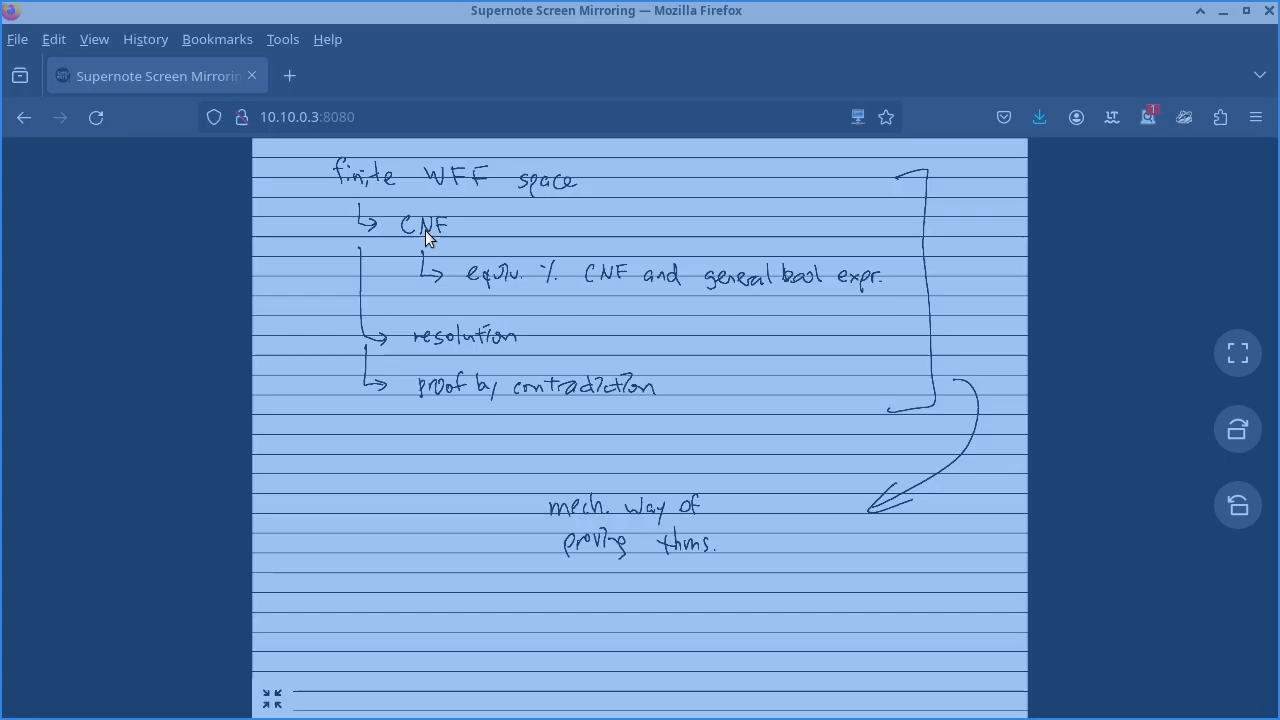 Supernote Screen Mirroring — Mozilla Firefox
File Edit View History Bookmarks Tools Help
Supernote Screen Mirrorin
10.10.0.3:8080
1
finite WFF space
↳ CNF
↳ equiv. % CNF and general bool expr.
↳ resolution
↳ proof by contradiction
mech. way of
proving thms.